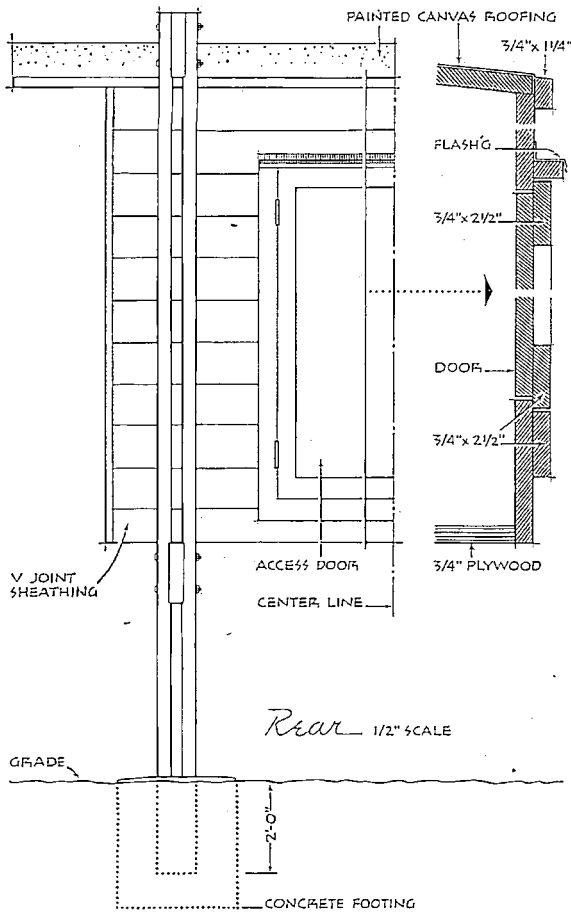 PAINTED CANVAS ROOFING
3/4" x 1 1/4"
FLASH'G
3/4" x 2 1/2"
DOOR
3/4" x 2 1/2"
V JOINT
SHEATHING
ACCESS DOOR
3/4" PLYWOOD
CENTER LINE
Rear 1/2" SCALE
GRADE
2'-0"
CONCRETE FOOTING